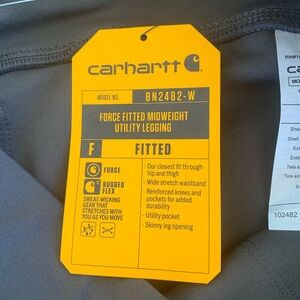 carhartt
MODEL NO. BN2482-W
FORCE FITTED MIDWEIGHT
UTILITY LEGGING
F FITTED
FORCE
RUGGED
FLEX
SWEAT-WICKING
GEAR THAT
STRETCHES WITH
YOU AS YOU MOVE
- Our closest fit through
hip and thigh
- Wide stretch waistband
- Reinforced knees and
pockets for added
durability
- Utility pocket
- Skinny leg opening
102482